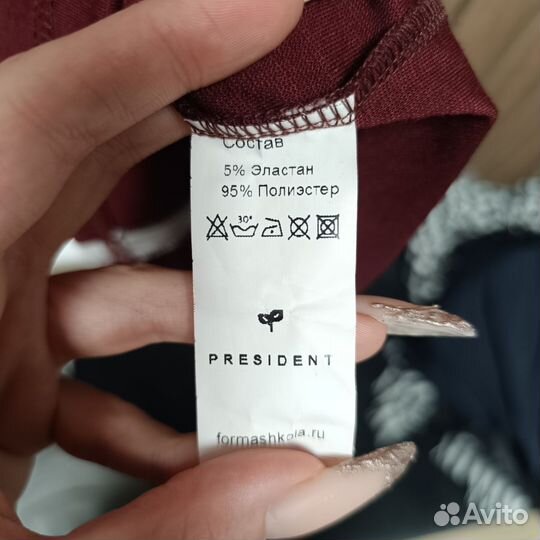 Состав
5% Эластан
95% Полиэстер
30°
PRESIDENT
formashkola.ru
Avito